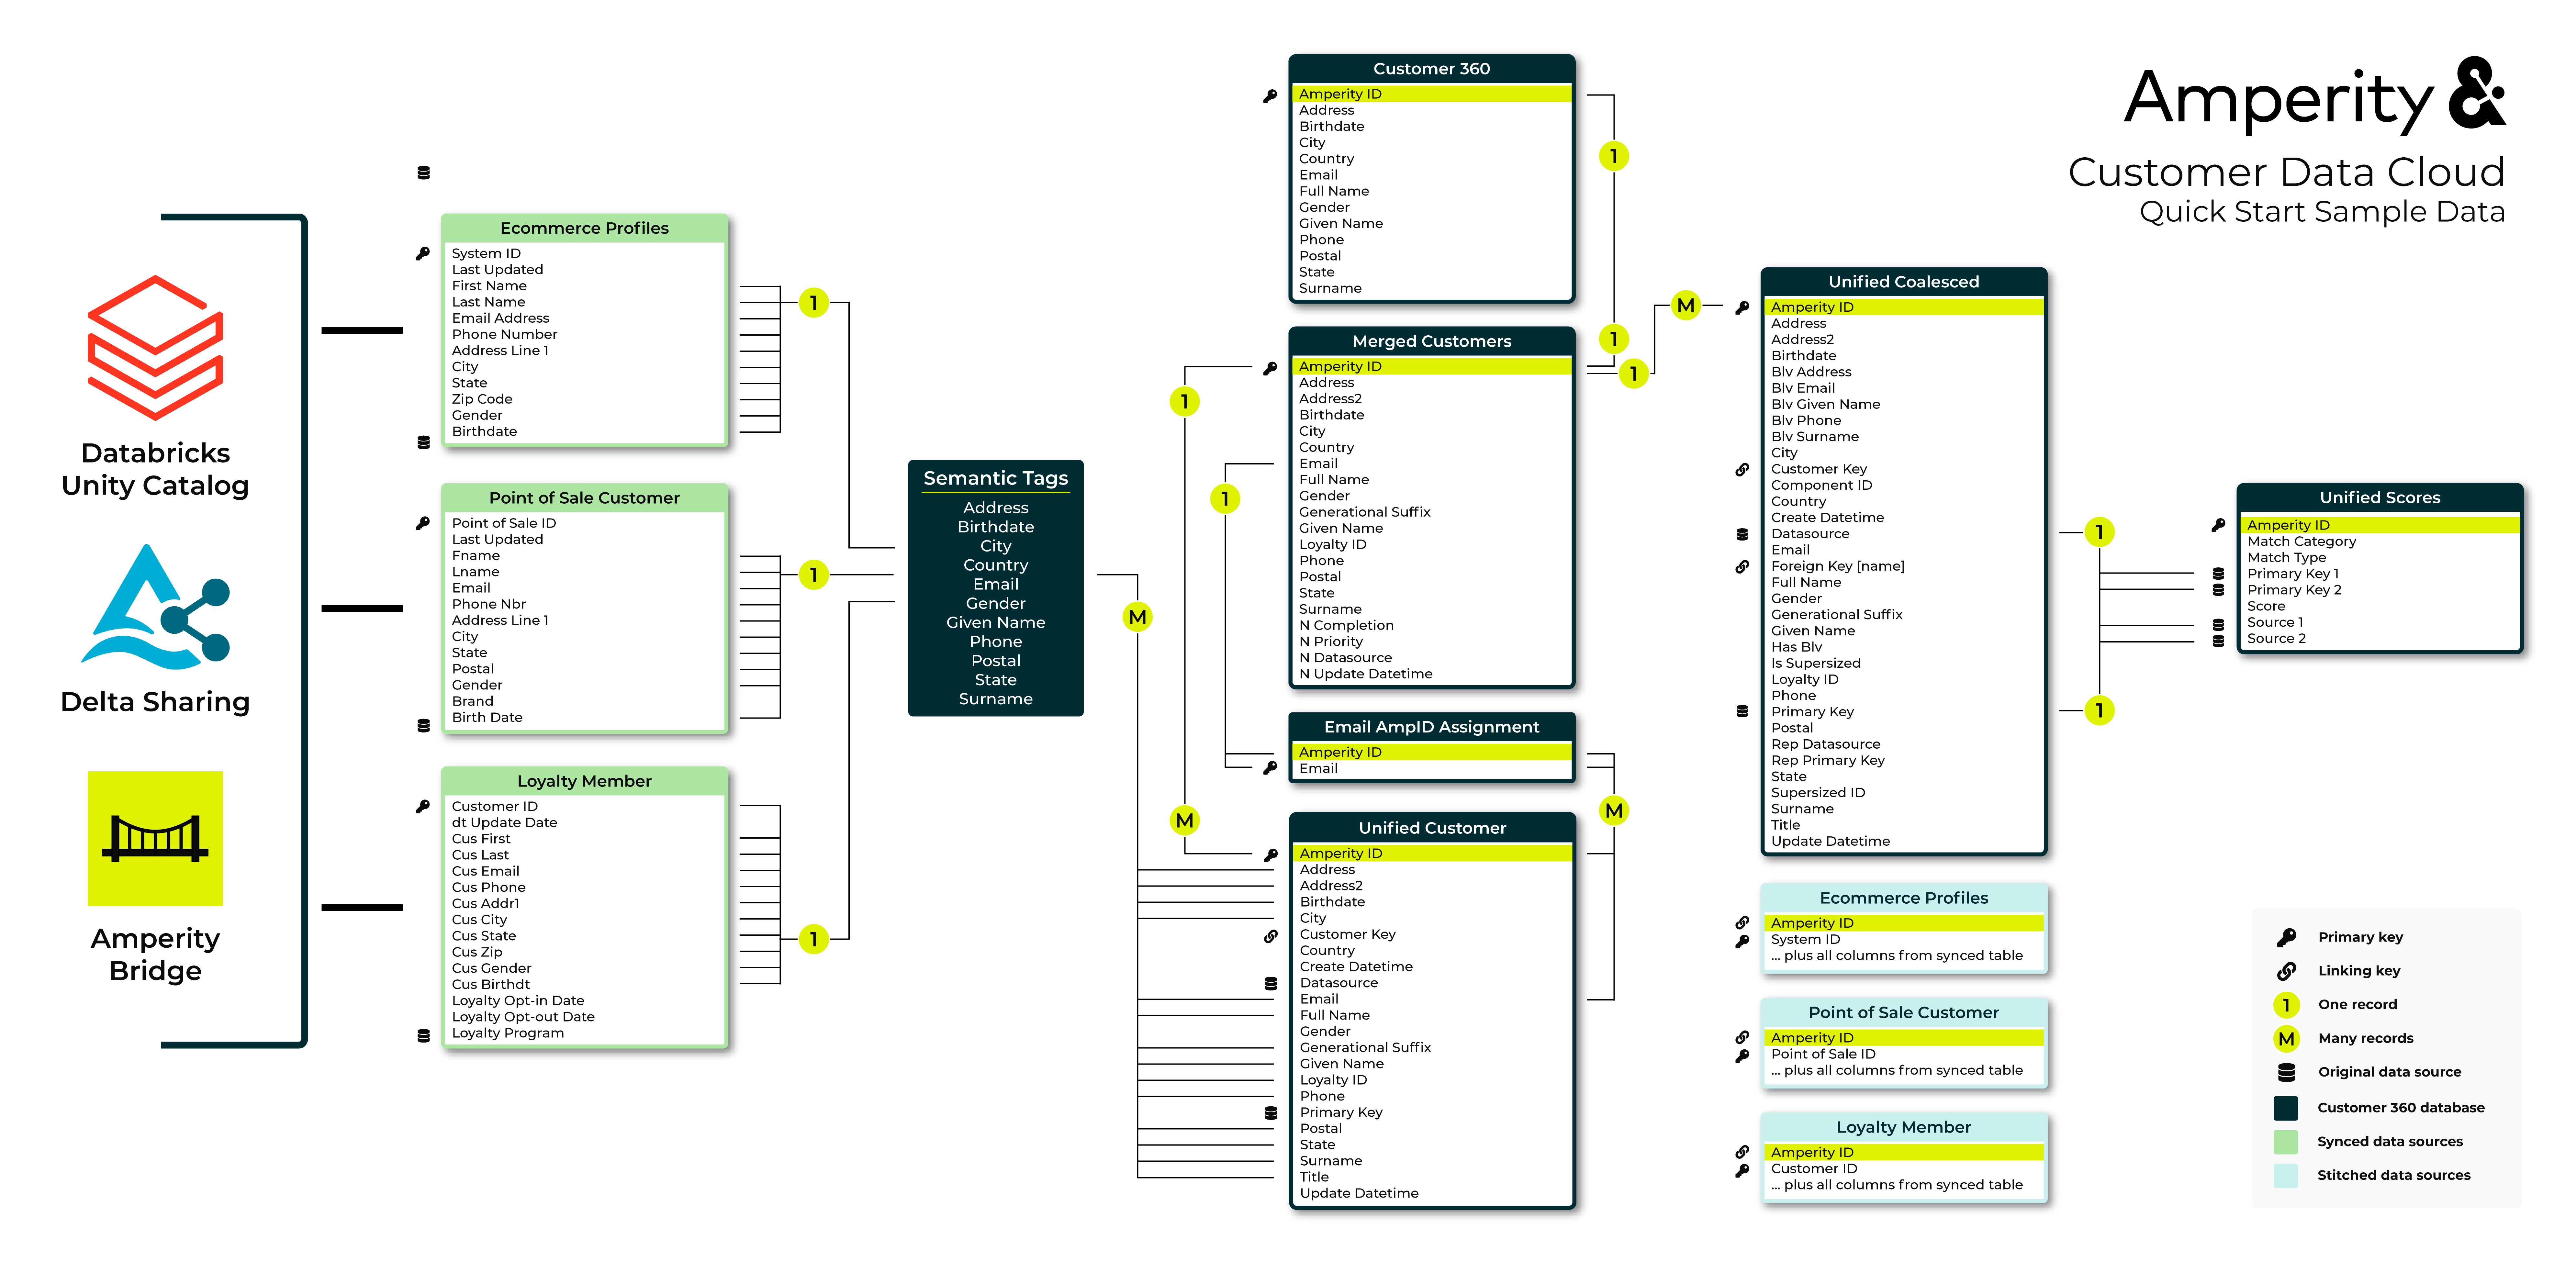 Amperity
Customer Data Cloud
Quick Start Sample Data
Databricks
Unity Catalog
Delta Sharing
Amperity
Bridge
Ecommerce Profiles
System ID
Last Updated
First Name
Last Name
Email Address
Phone Number
Address Line 1
City
State
Zip Code
Gender
Birthdate
1
Point of Sale Customer
Point of Sale ID
Last Updated
Fname
Lname
Email
Phone Nbr
Address Line 1
City
State
Postal
Gender
Brand
Birth Date
1
Loyalty Member
Customer ID
dt Update Date
Cus First
Cus Last
Cus Email
Cus Phone
Cus Addr1
Cus City
Cus State
Cus Zip
Cus Gender
Cus Birthdt
Loyalty Opt-in Date
Loyalty Opt-out Date
Loyalty Program
1
Semantic Tags
Address
Birthdate
City
Country
Email
Gender
Given Name
Phone
Postal
State
Surname
M
1
M
1
Customer 360
Amperity ID
Address
Birthdate
City
Country
Email
Full Name
Gender
Given Name
Phone
Postal
State
Surname
1
1
1
M
Merged Customers
Amperity ID
Address
Address2
Birthdate
City
Country
Email
Full Name
Gender
Generational Suffix
Given Name
Loyalty ID
Phone
Postal
State
Surname
N Completion
N Priority
N Datasource
N Update Datetime
Email AmpID Assignment
Amperity ID
Email
M
Unified Customer
Amperity ID
Address
Address2
Birthdate
City
Customer Key
Country
Create Datetime
Datasource
Email
Full Name
Gender
Generational Suffix
Given Name
Loyalty ID
Phone
Primary Key
Postal
State
Surname
Title
Update Datetime
Unified Coalesced
Amperity ID
Address
Address2
Birthdate
Blv Address
Blv Email
Blv Given Name
Blv Phone
Blv Surname
City
Customer Key
Component ID
Country
Create Datetime
Datasource
Email
Foreign Key [name]
Full Name
Gender
Generational Suffix
Given Name
Has Blv
Is Supersized
Loyalty ID
Phone
Primary Key
Postal
Rep Datasource
Rep Primary Key
State
Supersized ID
Surname
Title
Update Datetime
1
1
Unified Scores
Amperity ID
Match Category
Match Type
Primary Key 1
Primary Key 2
Score
Source 1
Source 2
Ecommerce Profiles
Amperity ID
System ID
... plus all columns from synced table
Point of Sale Customer
Amperity ID
Point of Sale ID
... plus all columns from synced table
Loyalty Member
Amperity ID
Customer ID
... plus all columns from synced table
Primary key
Linking key
1 One record
M Many records
Original data source
Customer 360 database
Synced data sources
Stitched data sources